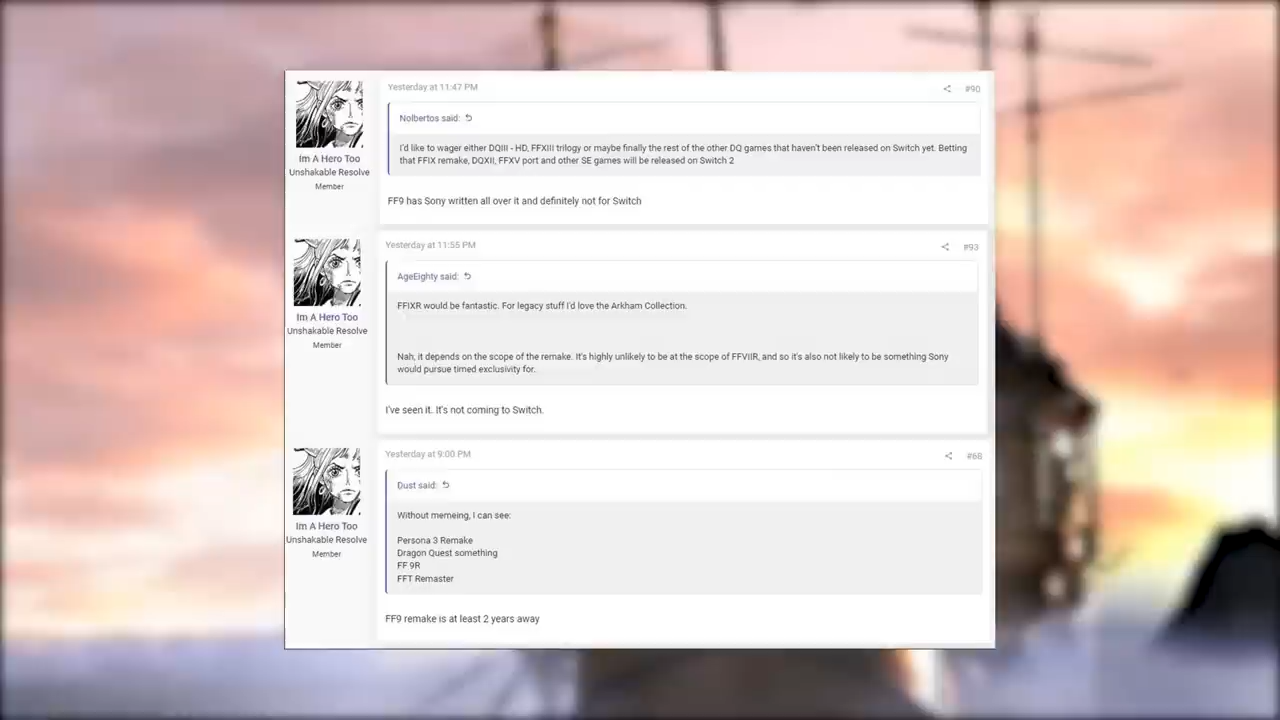 Yesterday at 11:47 PM
#90
Nolbertos said:
I'd like to wager either DQIII - HD, FFXIII trilogy or maybe finally the rest of the other DQ games that haven't been released on Switch yet. Betting
that FFIX remake, DQXII, FFXV port and other SE games will be released on Switch 2
Im A Hero Too
Unshakable Resolve
Member
FF9 has Sony written all over it and definitely not for Switch
Yesterday at 11:55 PM
#93
AgeEighty said:
FFIXR would be fantastic. For legacy stuff I'd love the Arkham Collection.
Im A Hero Too
Unshakable Resolve
Member
Nah, it depends on the scope of the remake. It's highly unlikely to be at the scope of FFVIIR, and so it's also not likely to be something Sony
would pursue timed exclusivity for.
I've seen it. It's not coming to Switch.
Yesterday at 9:00 PM
#68
Dust said:
Without memeing, I can see:
Im A Hero Too
Unshakable Resolve
Member
Persona 3 Remake
Dragon Quest something
FF 9R
FFT Remaster
FF9 remake is at least 2 years away